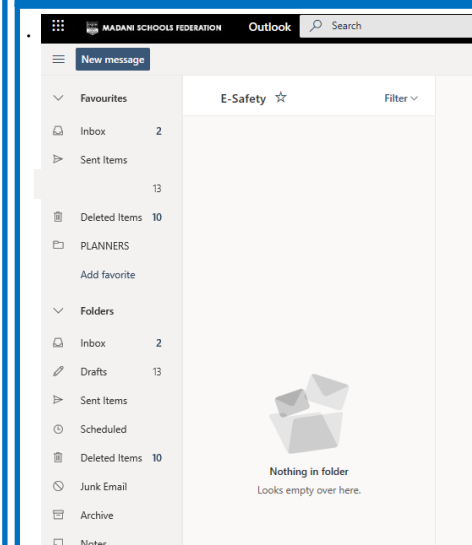 MADANI SCHOOLS FEDERATION Outlook Search
New message
Favourites
E-Safety
Filter
Inbox 2
Sent Items
13
Deleted Items 10
PLANNERS
Add favorite
Folders
Inbox 2
Drafts 13
Sent Items
Scheduled
Deleted Items 10
Nothing in folder
Junk Email
Looks empty over here.
Archive
Notes